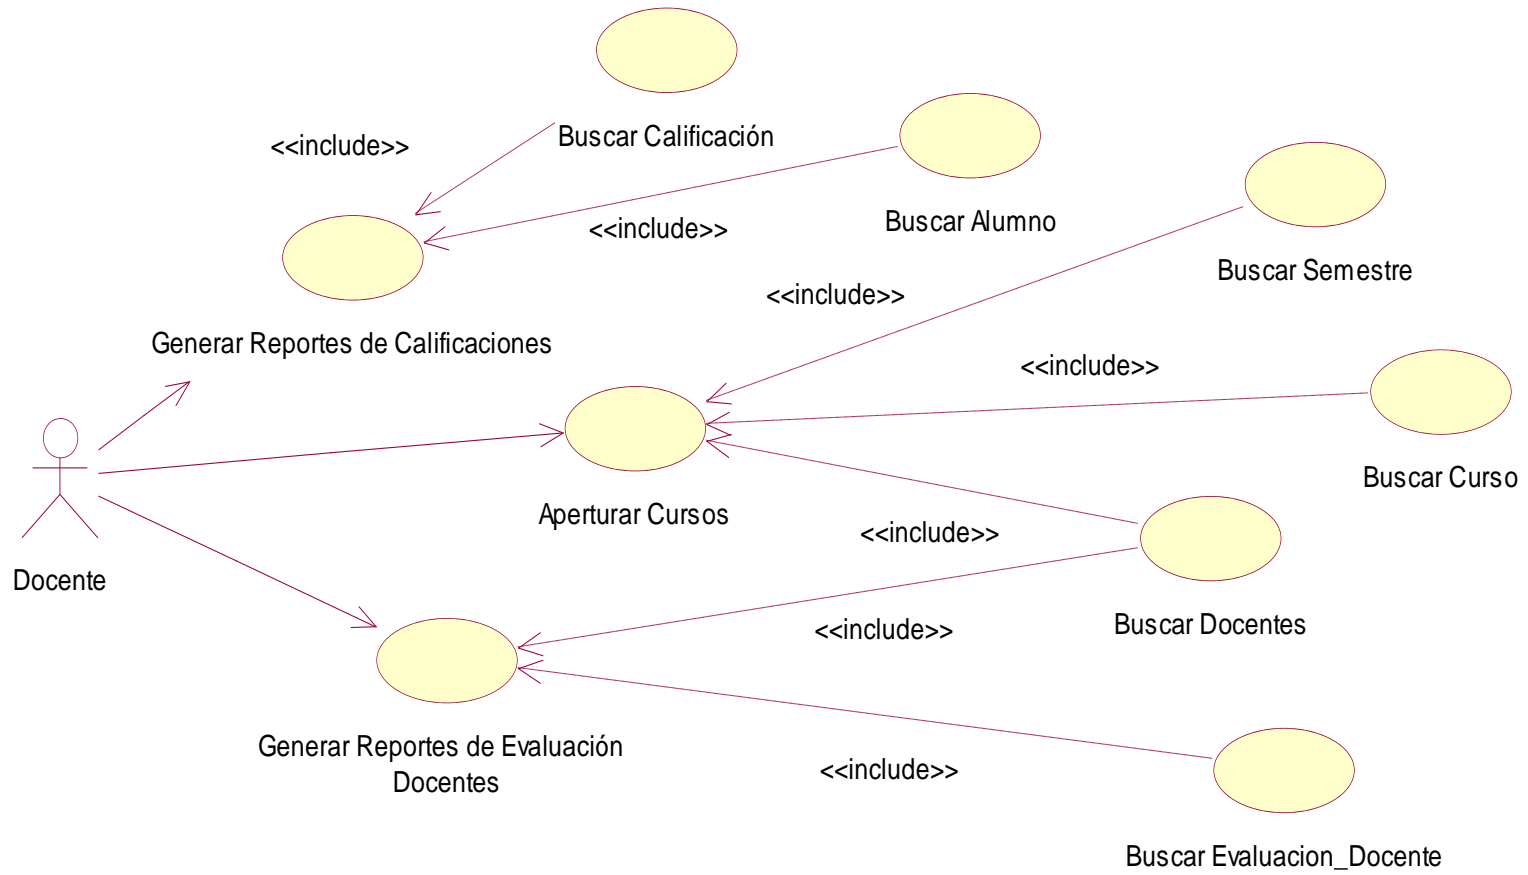 Buscar Calificación
<<include>>
Buscar Alumno
<<include>>
Buscar Semestre
<<include>>
Generar Reportes de Calificaciones
<<include>>
Buscar Curso
Aperturar Cursos
<<include>>
Docente
Buscar Docentes
<<include>>
Generar Reportes de Evaluación
Docentes
<<include>>
Buscar Evaluacion_Docente